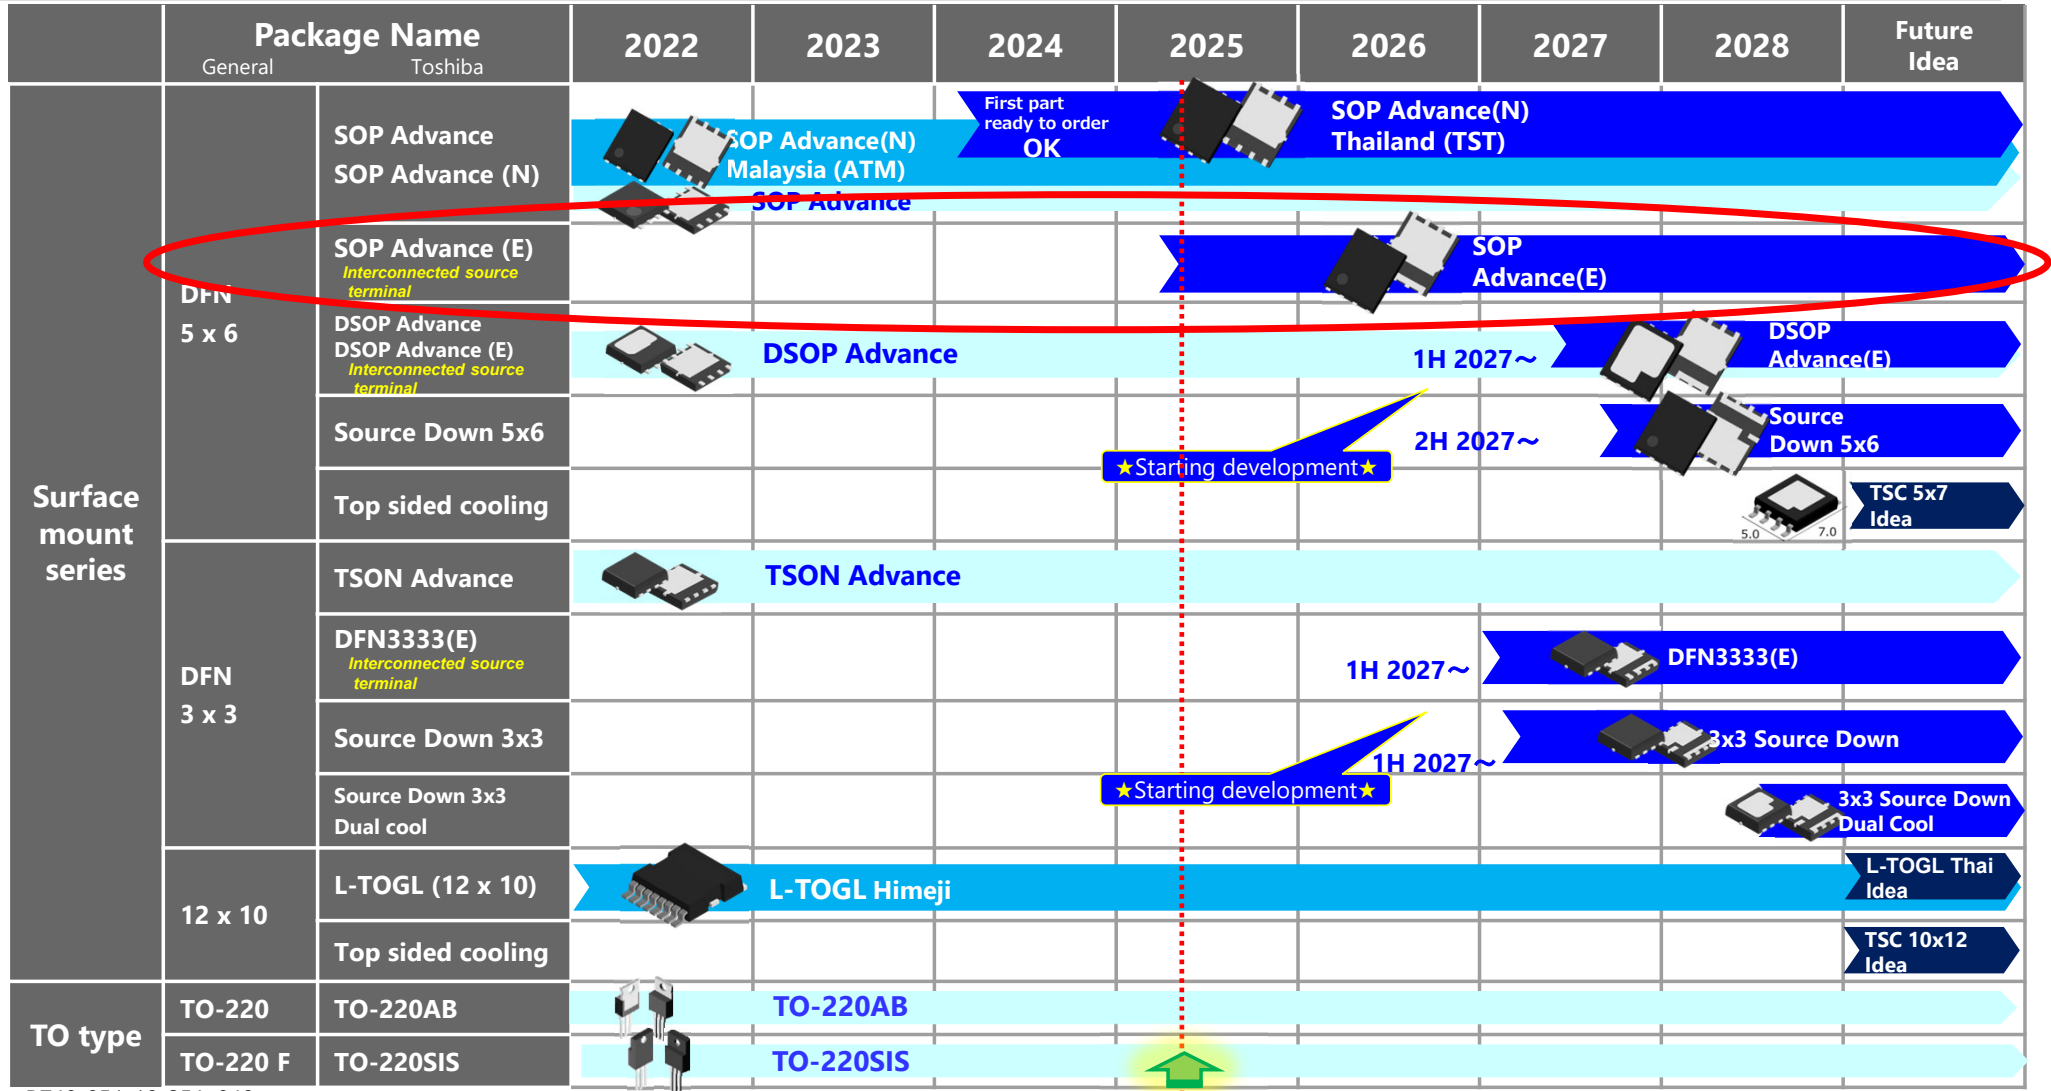 Package Name
General Toshiba
2022 2023 2024 2025 2026 2027 2028 Future
Idea
Surface
mount
series
DFN
5 x 6
SOP Advance
SOP Advance (N)
SOP Advance(N)
Malaysia (ATM)
SOP Advance
First part
ready to order
OK
SOP Advance(N)
Thailand (TST)
SOP Advance (E)
Interconnected source
terminal
SOP
Advance(E)
DSOP Advance
DSOP Advance (E)
Interconnected source
terminal
DSOP Advance
1H 2027～
DSOP
Advance(E)
Source Down 5x6
★Starting development★
2H 2027～
Source
Down 5x6
Top sided cooling
5.0 7.0
TSC 5x7
Idea
DFN
3 x 3
TSON Advance
TSON Advance
DFN3333(E)
Interconnected source
terminal
1H 2027～
DFN3333(E)
Source Down 3x3
1H 2027～
3x3 Source Down
★Starting development★
Source Down 3x3
Dual cool
3x3 Source Down
Dual Cool
12 x 10
L-TOGL (12 x 10)
L-TOGL Himeji
L-TOGL Thai
Idea
Top sided cooling
TSC 10x12
Idea
TO type
TO-220
TO-220AB
TO-220AB
TO-220 F
TO-220SIS
TO-220SIS